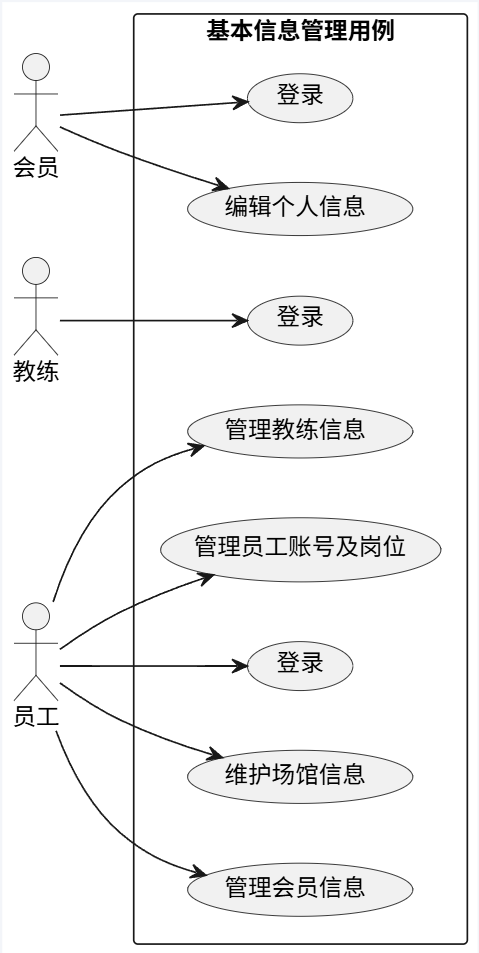 基本信息管理用例
登录
会员
编辑个人信息
登录
教练
管理教练信息
管理员工账号及岗位
登录
员工
维护场馆信息
管理会员信息